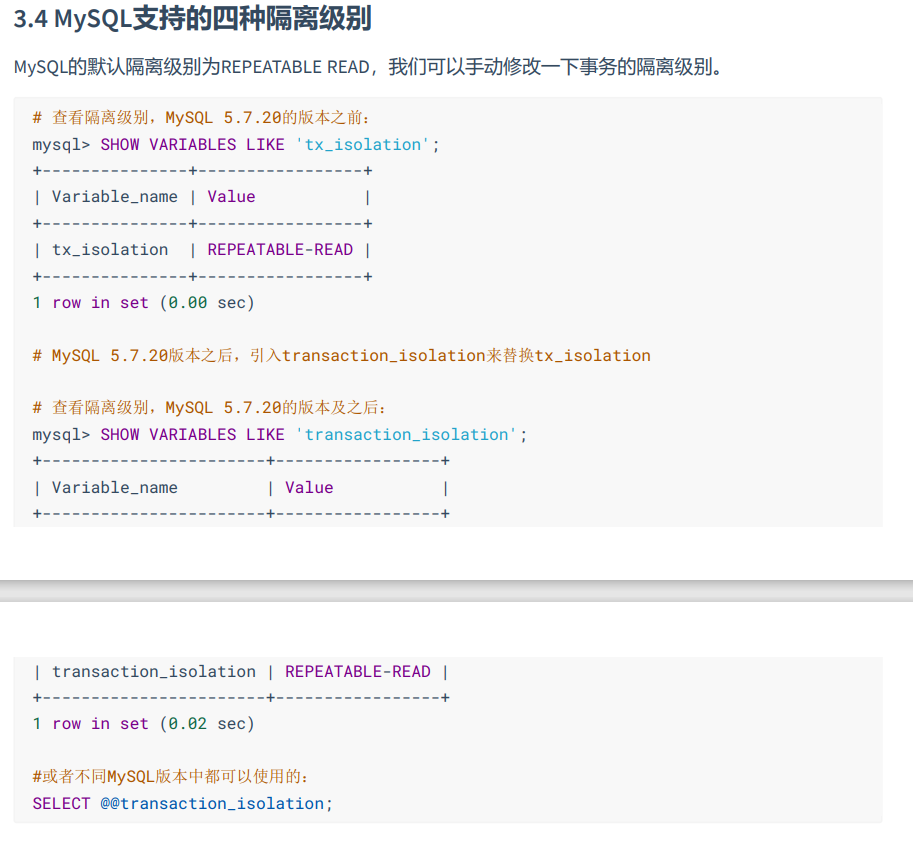 3.4 MySQL支持的四种隔离级别
MySQL的默认隔离级别为REPEATABLE READ，我们可以手动修改一下事务的隔离级别。
# 查看隔离级别，MySQL 5.7.20的版本之前：
mysql> SHOW VARIABLES LIKE 'tx_isolation';
+---------------+-----------------+
| Variable_name | Value           |
+---------------+-----------------+
| tx_isolation  | REPEATABLE-READ |
+---------------+-----------------+
1 row in set (0.00 sec)
# MySQL 5.7.20版本之后，引入transaction_isolation来替换tx_isolation
# 查看隔离级别，MySQL 5.7.20的版本及之后：
mysql> SHOW VARIABLES LIKE 'transaction_isolation';
+-----------------------+-----------------+
| Variable_name         | Value           |
+-----------------------+-----------------+
| transaction_isolation | REPEATABLE-READ |
+-----------------------+-----------------+
1 row in set (0.02 sec)
#或者不同MySQL版本中都可以使用的：
SELECT @@transaction_isolation;